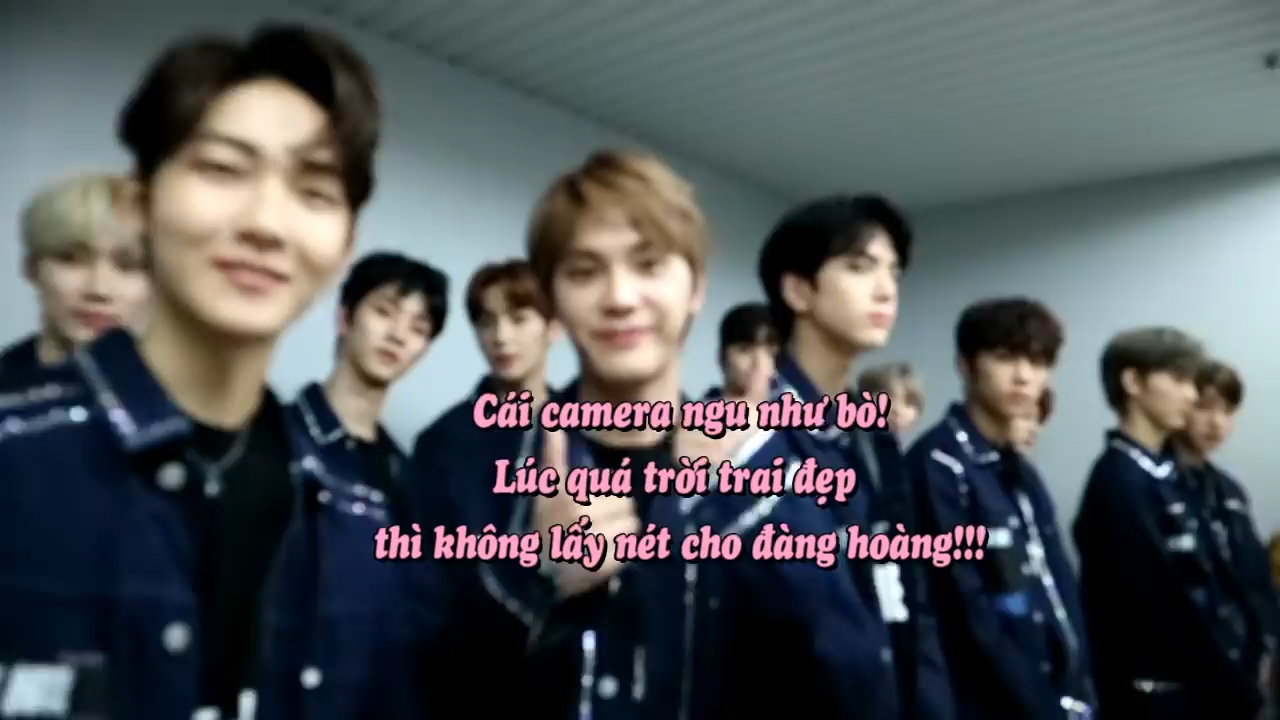 Cái camera ngu như bò!
Lúc quá trời trai đẹp
thì không lấy nét cho đàng hoàng!!!